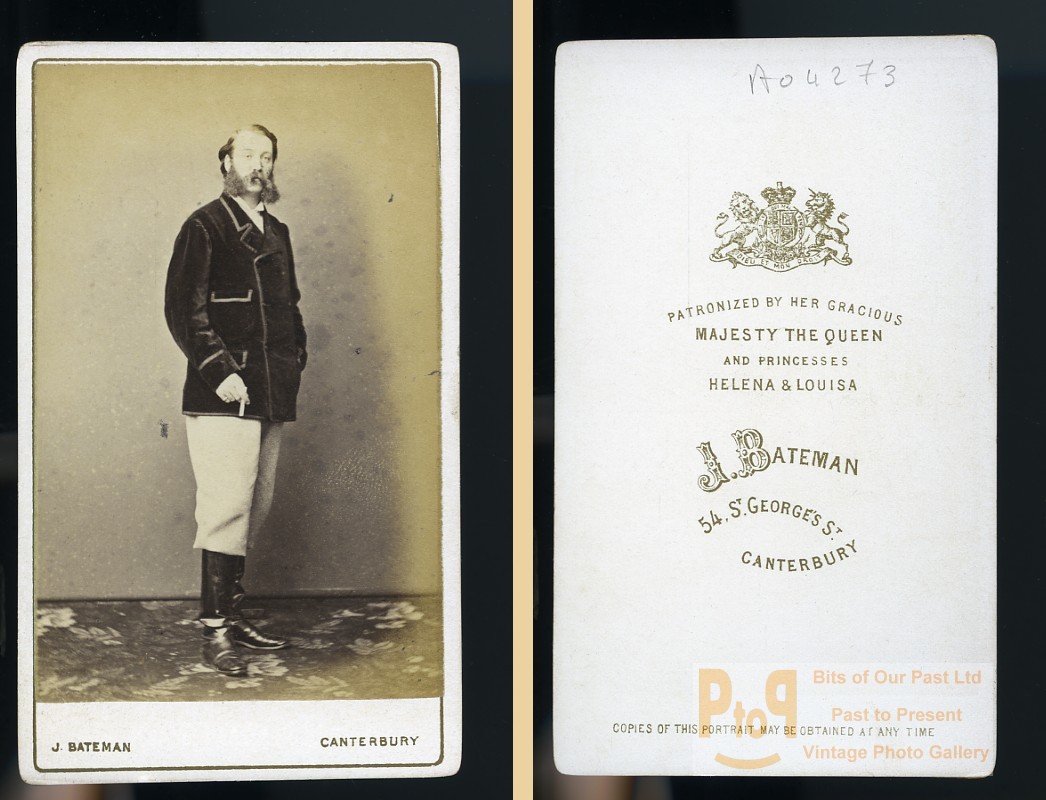 J. BATEMAN
CANTERBURY
A04273
DIEU ET MON DROIT
PATRONIZED BY HER GRACIOUS
MAJESTY THE QUEEN
AND PRINCESSES
HELENA & LOUISA
J. BATEMAN
54, ST. GEORGE'S ST.
CANTERBURY
PtoP
Bits of Our Past Ltd
Past to Present
COPIES OF THIS PORTRAIT MAY BE OBTAINED AT ANY TIME
Vintage Photo Gallery